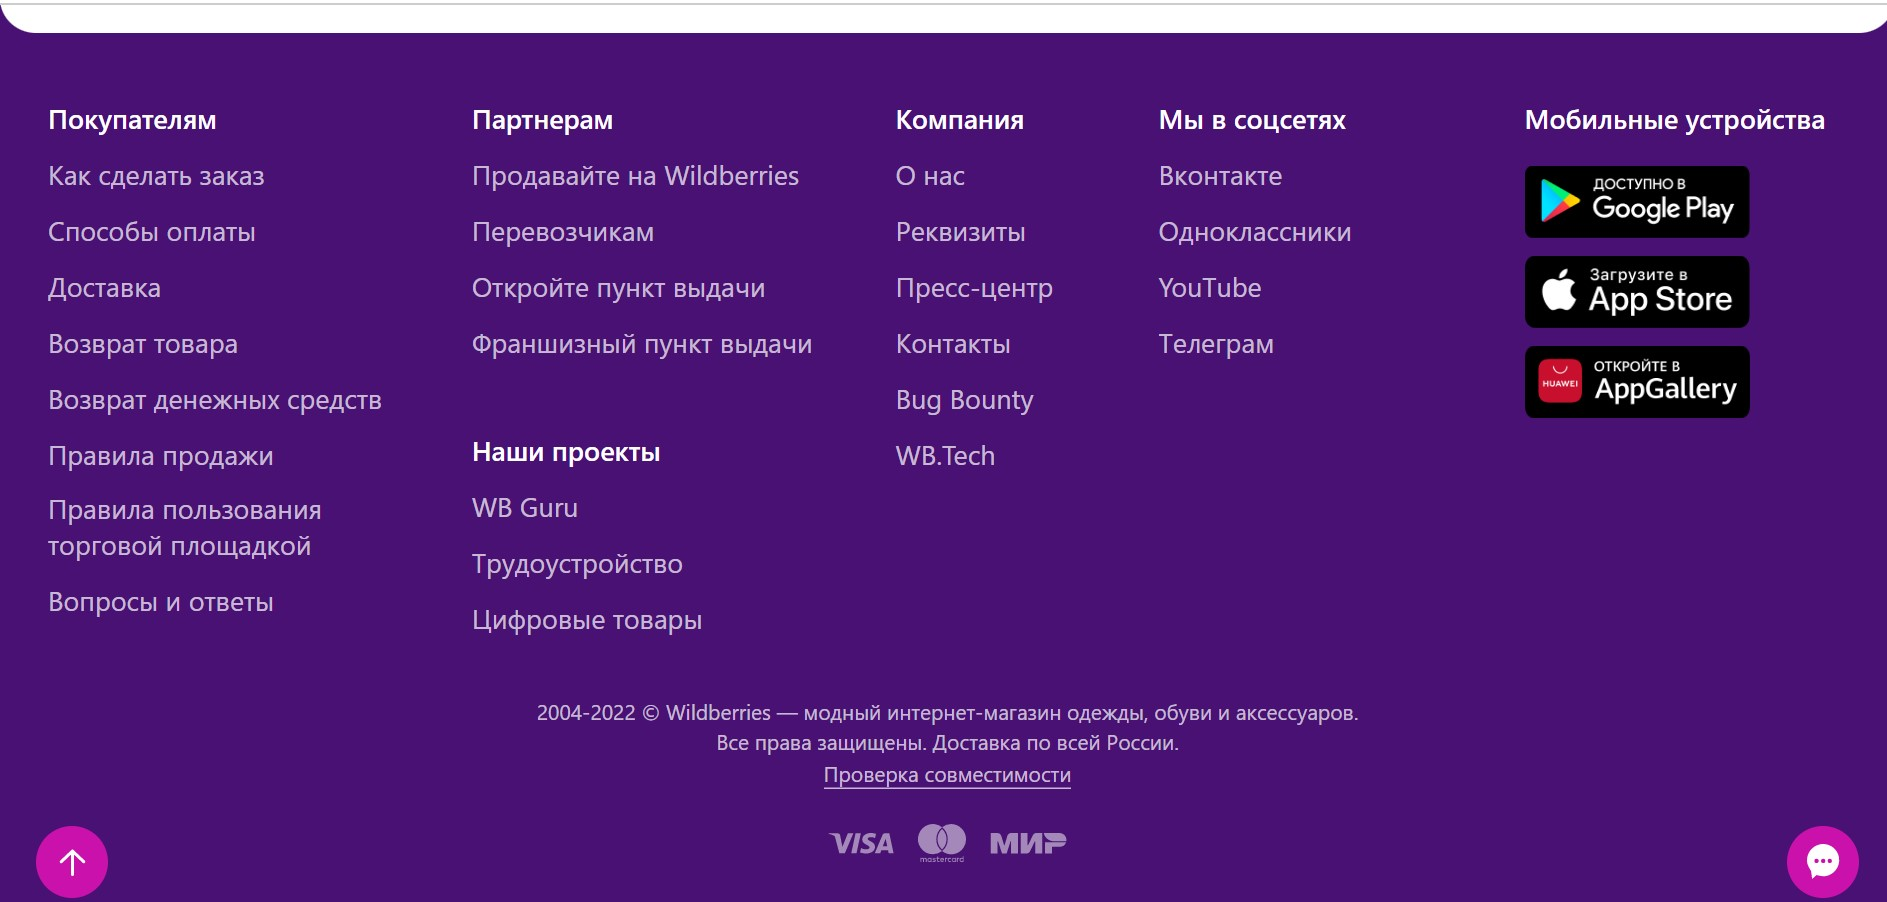 Покупателям
Как сделать заказ
Способы оплаты
Доставка
Возврат товара
Возврат денежных средств
Правила продажи
Правила пользования
торговой площадкой
Вопросы и ответы
Партнерам
Продавайте на Wildberries
Перевозчикам
Откройте пункт выдачи
Франшизный пункт выдачи
Наши проекты
WB Guru
Трудоустройство
Цифровые товары
Компания
О нас
Реквизиты
Пресс-центр
Контакты
Bug Bounty
WB.Tech
Мы в соцсетях
Вконтакте
Одноклассники
YouTube
Телеграм
Мобильные устройства
ДОСТУПНО В
Google Play
Загрузите в
App Store
HUAWEI
ОТКРОЙТЕ В
AppGallery
2004-2022 © Wildberries — модный интернет-магазин одежды, обуви и аксессуаров.
Все права защищены. Доставка по всей России.
Проверка совместимости
VISA mastercard МИР